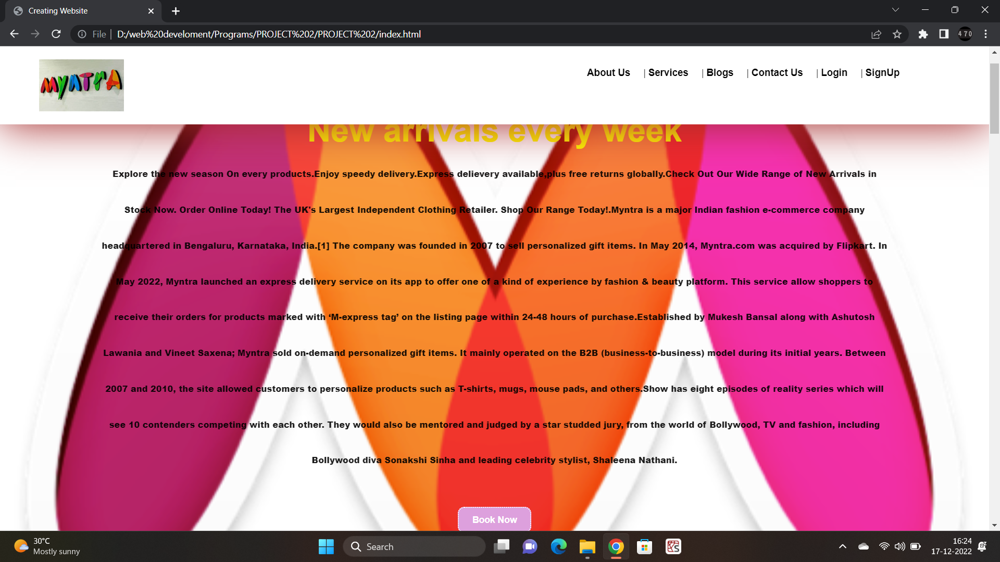 Creating Website
File | D:/web%20develoment/Programs/PROJECT%202/PROJECT%202/index.html
470
MyntrA
About Us | Services | Blogs | Contact Us | Login | SignUp
New arrivals every week
Explore the new season On every products.Enjoy speedy delivery.Express delievery available,plus free returns globally.Check Out Our Wide Range of New Arrivals in
Stock Now. Order Online Today! The UK's Largest Independent Clothing Retailer. Shop Our Range Today!.Myntra is a major Indian fashion e-commerce company
headquartered in Bengaluru, Karnataka, India.[1] The company was founded in 2007 to sell personalized gift items. In May 2014, Myntra.com was acquired by Flipkart. In
May 2022, Myntra launched an express delivery service on its app to offer one of a kind of experience by fashion & beauty platform. This service allow shoppers to
receive their orders for products marked with ‘M-express tag’ on the listing page within 24-48 hours of purchase.Established by Mukesh Bansal along with Ashutosh
Lawania and Vineet Saxena; Myntra sold on-demand personalized gift items. It mainly operated on the B2B (business-to-business) model during its initial years. Between
2007 and 2010, the site allowed customers to personalize products such as T-shirts, mugs, mouse pads, and others.Show has eight episodes of reality series which will
see 10 contenders competing with each other. They would also be mentored and judged by a star studded jury, from the world of Bollywood, TV and fashion, including
Bollywood diva Sonakshi Sinha and leading celebrity stylist, Shaleena Nathani.
Book Now
30°C
Mostly sunny
Search
16:24
17-12-2022